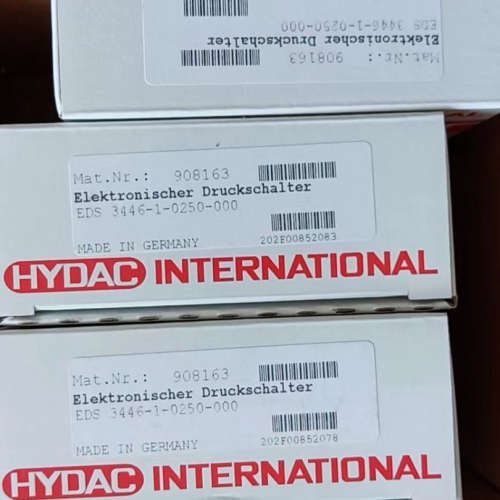 Mat.Nr.: 908163
Elektronischer Druckschalter
EDS 3446-1-0250-000
Mat.Nr.: 908163
Elektronischer Druckschalter
EDS 3446-1-0250-000
MADE IN GERMANY
202F00852083
HYDAC INTERNATIONAL
Mat.Nr.: 908163
Elektronischer Druckschalter
EDS 3446-1-0250-000
MADE IN GERMANY
202F00852078
HYDAC INTERNATIONAL